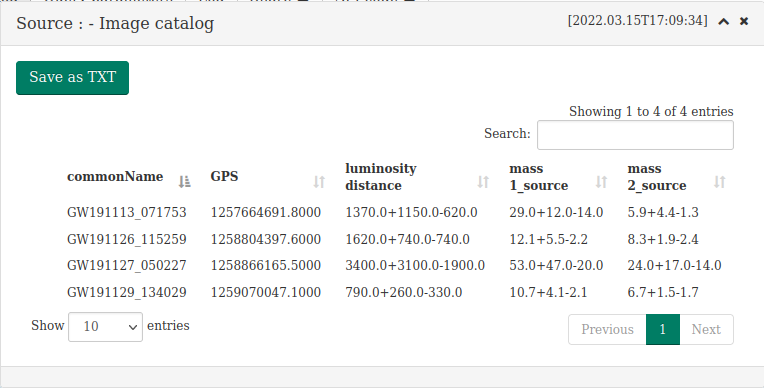 Source : - Image catalog
[2022.03.15T17:09:34]
Save as TXT
Showing 1 to 4 of 4 entries
Search:
commonName GPS luminosity distance mass 1_source mass 2_source
GW191113_071753 1257664691.8000 1370.0+1150.0-620.0 29.0+12.0-14.0 5.9+4.4-1.3
GW191126_115259 1258804397.6000 1620.0+740.0-740.0 12.1+5.5-2.2 8.3+1.9-2.4
GW191127_050227 1258866165.5000 3400.0+3100.0-1900.0 53.0+47.0-20.0 24.0+17.0-14.0
GW191129_134029 1259070047.1000 790.0+260.0-330.0 10.7+4.1-2.1 6.7+1.5-1.7
Show 10 entries
Previous 1 Next